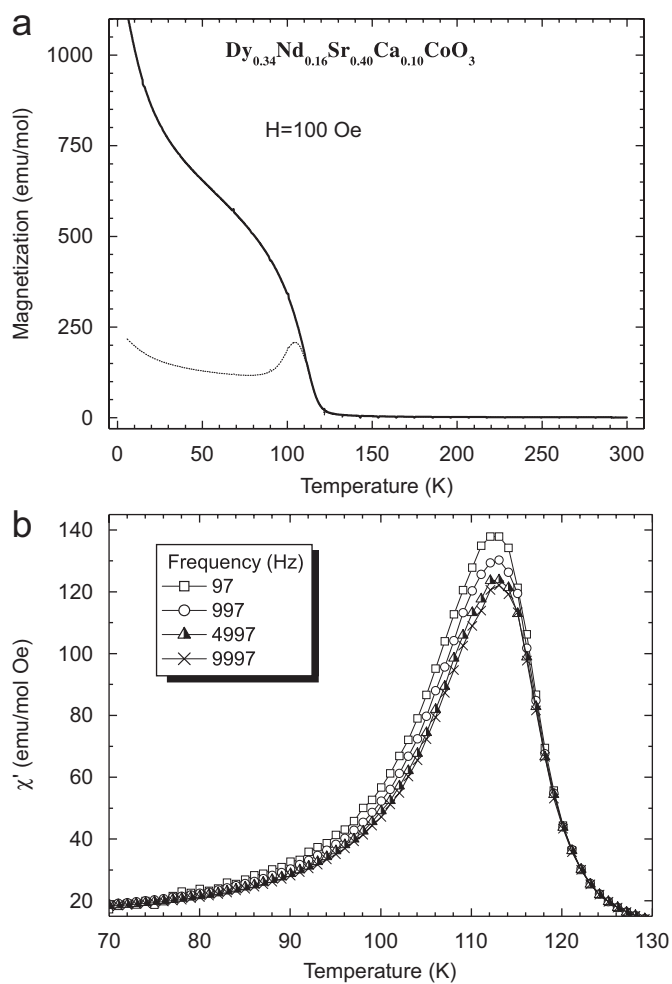 a
Dy₀.₃₄Nd₀.₁₆Sr₀.₄₀Ca₀.₁₀CoO₃
H=100 Oe
1000
750
500
250
0
Magnetization (emu/mol)
0 50 100 150 200 250 300
Temperature (K)
b
Frequency (Hz)
97
997
4997
9997
140
120
100
80
60
40
20
χ' (emu/mol Oe)
70 80 90 100 110 120 130
Temperature (K)